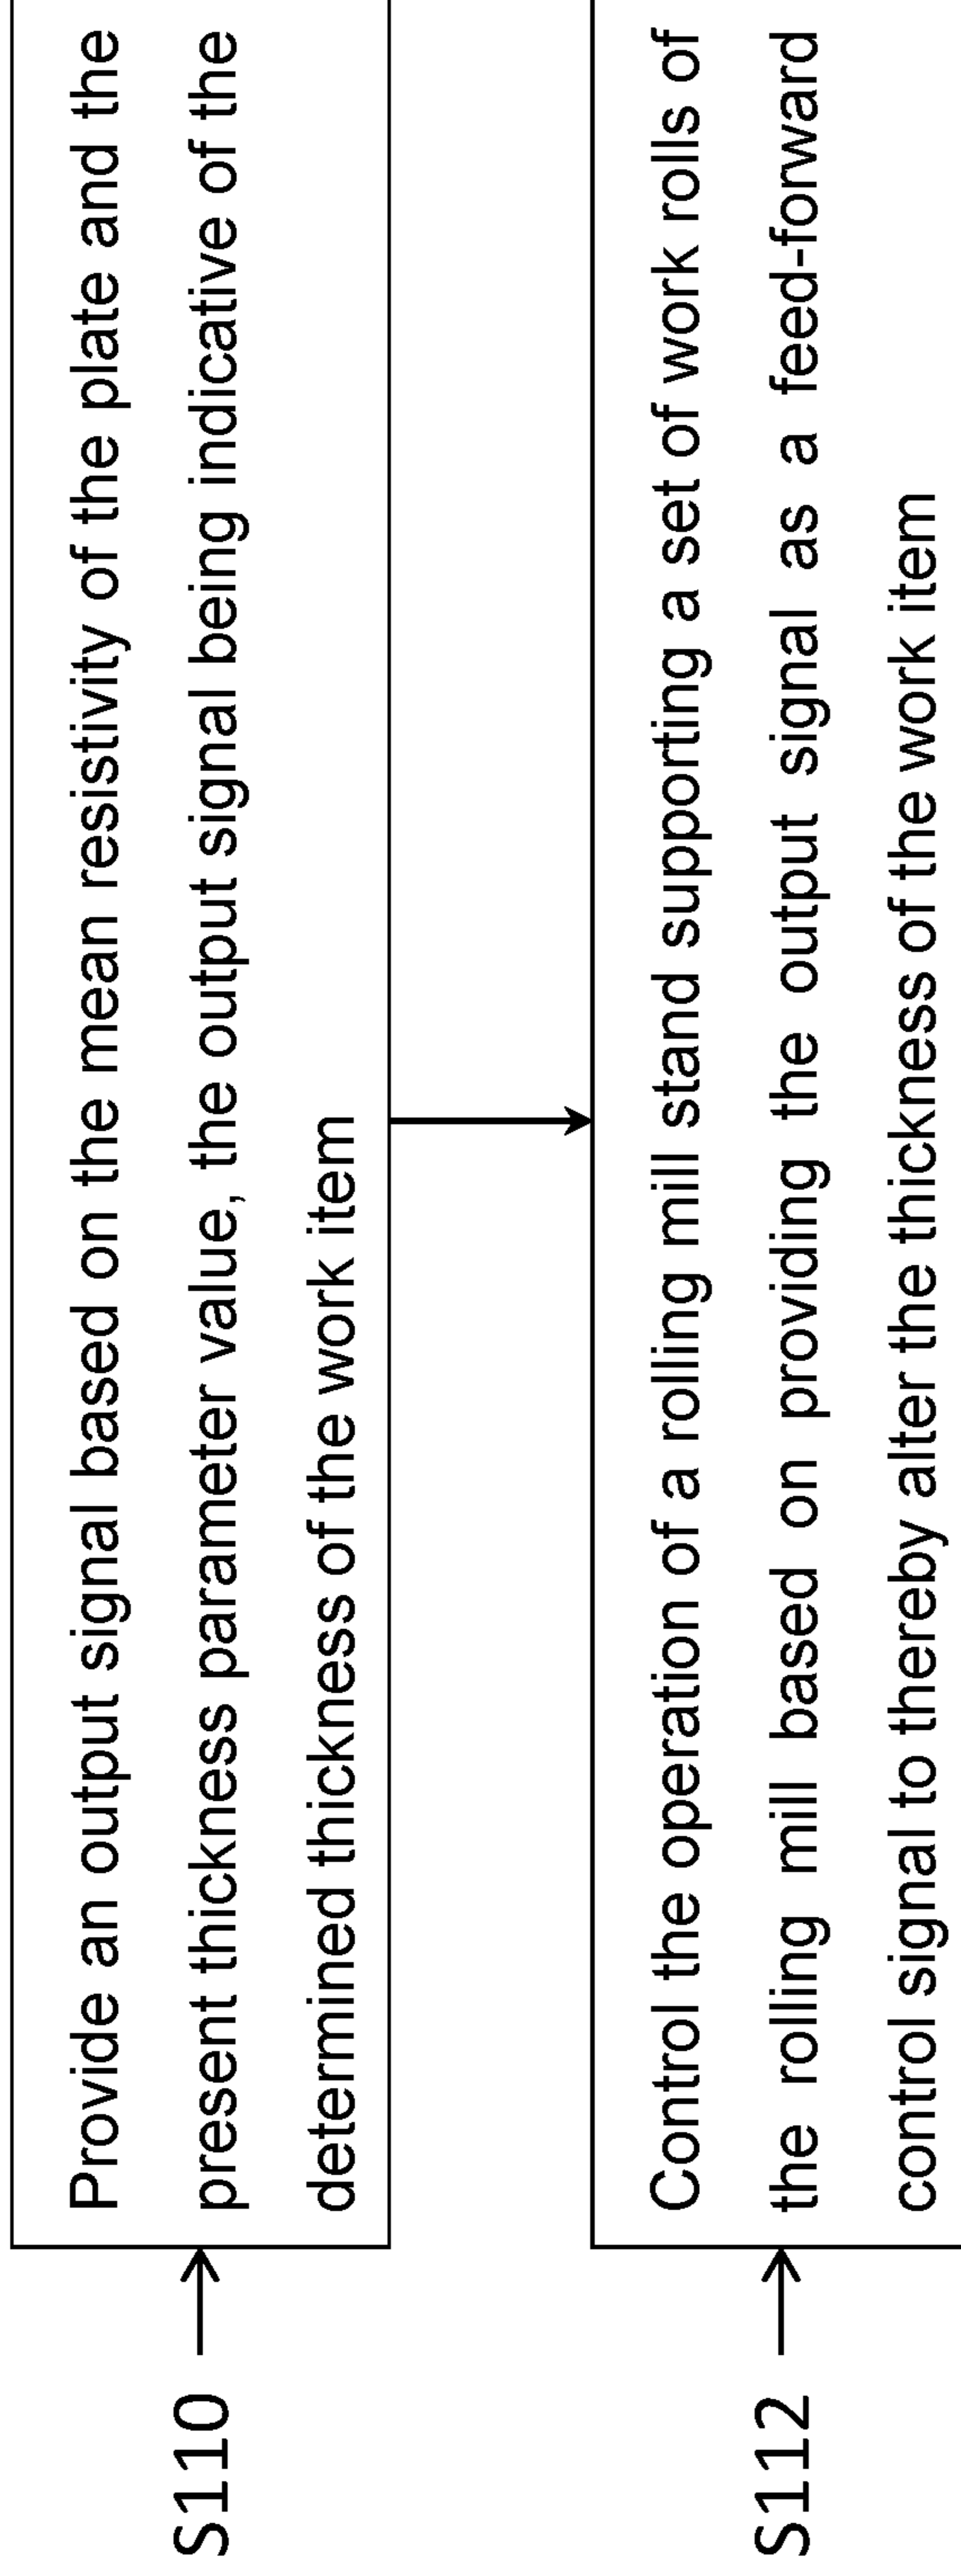 S110
Provide an output signal based on the mean resistivity of the plate and the
present thickness parameter value, the output signal being indicative of the
determined thickness of the work item
S112
Control the operation of a rolling mill stand supporting a set of work rolls of
the rolling mill based on providing the output signal as a feed-forward
control signal to thereby alter the thickness of the work item